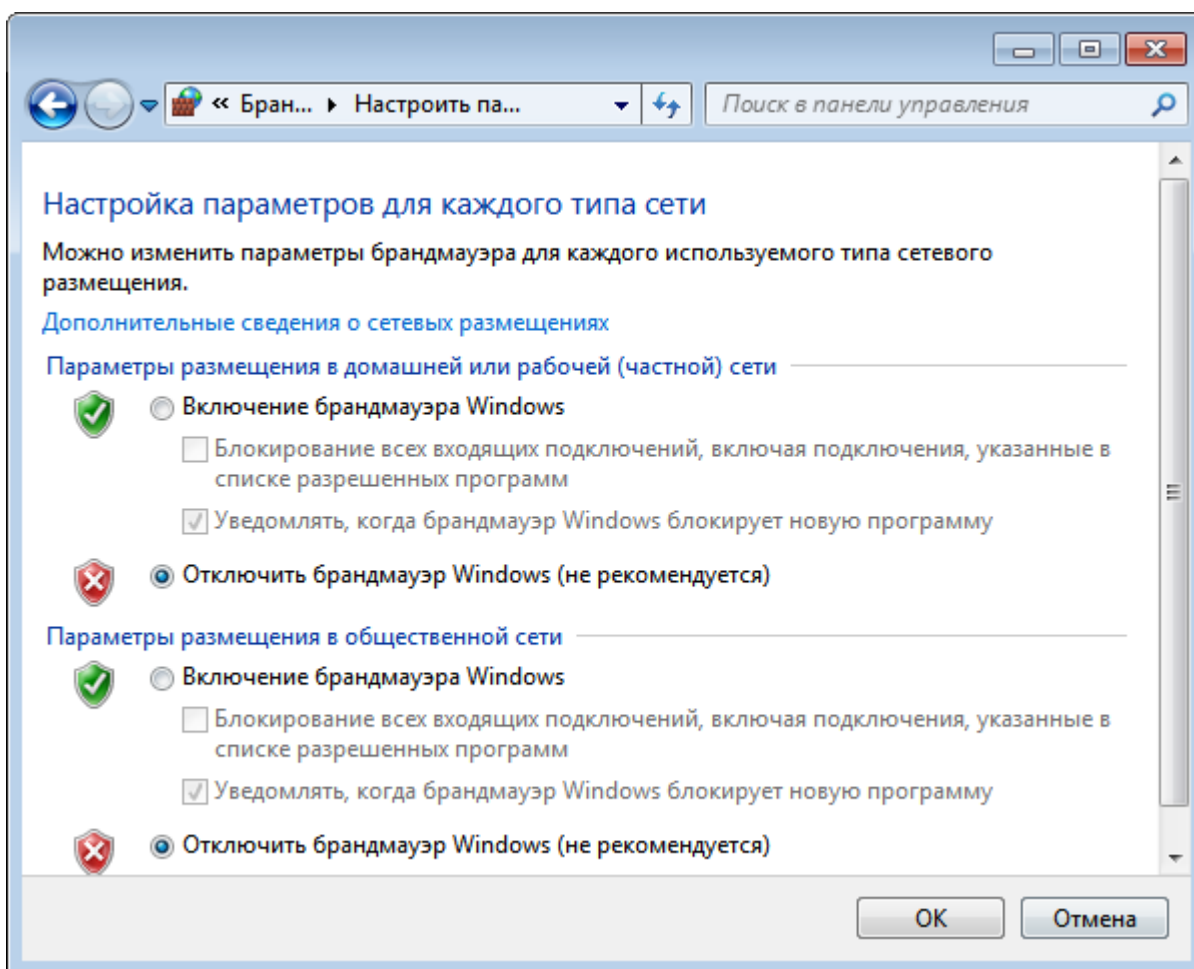 « Бран... Настроить па...
Поиск в панели управления
Настройка параметров для каждого типа сети
Можно изменить параметры брандмауэра для каждого используемого типа сетевого
размещения.
Дополнительные сведения о сетевых размещениях
Параметры размещения в домашней или рабочей (частной) сети
Включение брандмауэра Windows
Блокирование всех входящих подключений, включая подключения, указанные в
списке разрешенных программ
Уведомлять, когда брандмауэр Windows блокирует новую программу
Отключить брандмауэр Windows (не рекомендуется)
Параметры размещения в общественной сети
Включение брандмауэра Windows
Блокирование всех входящих подключений, включая подключения, указанные в
списке разрешенных программ
Уведомлять, когда брандмауэр Windows блокирует новую программу
Отключить брандмауэр Windows (не рекомендуется)
ОК Отмена